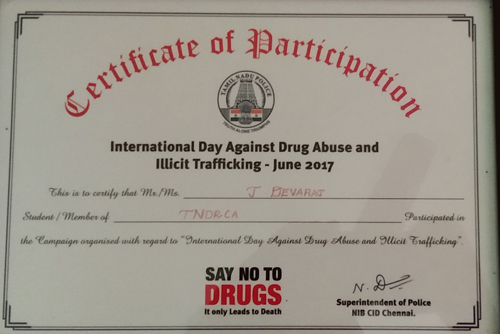 Certificate of Participation
TAMIL NADU POLICE
TRUTH ALONE TRIUMPHS
International Day Against Drug Abuse and
Illicit Trafficking - June 2017
This is to certify that Mr./Ms. J DEVARAJ
Student / Member of TNDRCA Participated in
the Campaign organised with regard to "International Day Against Drug Abuse and Illicit Trafficking".
SAY NO TO
DRUGS
It only Leads to Death
Superintendent of Police
NIB CID Chennai.